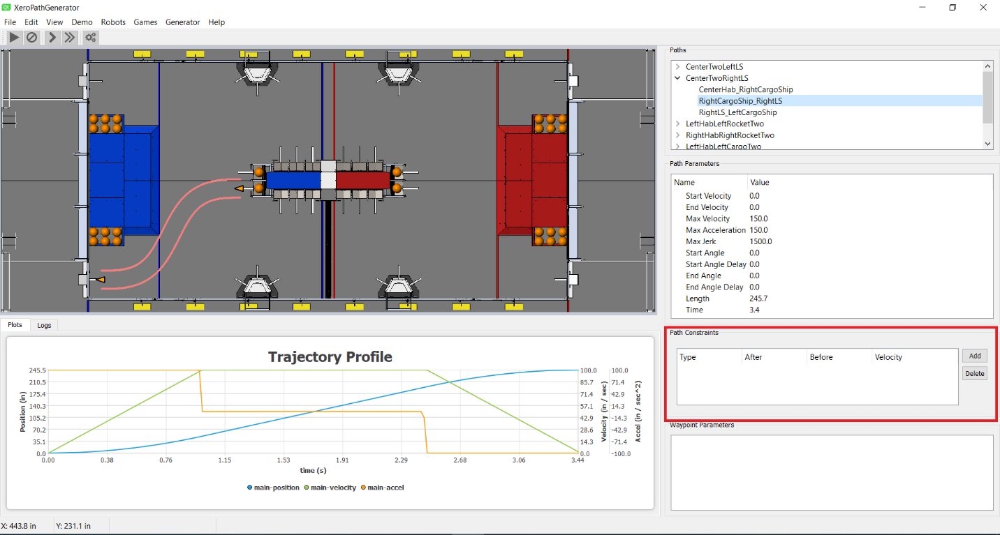 XeroPathGenerator
File Edit View Demo Robots Games Generator Help
Paths
CenterTwoLeftLS
CenterTwoRightLS
CenterHab_RightCargoShip
RightCargoShip_RightLS
RightLS_LeftCargoShip
LeftHabLeftRocketTwo
RightHabRightRocketTwo
LeftHabLeftCargoTwo
Path Parameters
Name Value
Start Velocity 0.0
End Velocity 0.0
Max Velocity 150.0
Max Acceleration 150.0
Max Jerk 1500.0
Start Angle 0.0
Start Angle Delay 0.0
End Angle 0.0
End Angle Delay 0.0
Length 245.7
Time 3.4
Path Constraints
Type After Before Velocity
Add
Delete
Waypoint Parameters
Plots Logs
Trajectory Profile
Position (in)
245.5
210.5
175.4
140.3
105.2
70.2
35.1
0.0
0.00 0.38 0.76 1.15 1.53 1.91 2.29 2.68 3.06 3.44
time (s)
100.0
85.7
71.4
57.1
42.9
28.6
14.3
0.0
Velocity (in / sec)
100.0
71.4
42.9
14.3
-14.3
-42.9
-71.4
-100.0
Accel (in / sec^2)
main-position main-velocity main-accel
X: 443.8 in Y: 231.1 in